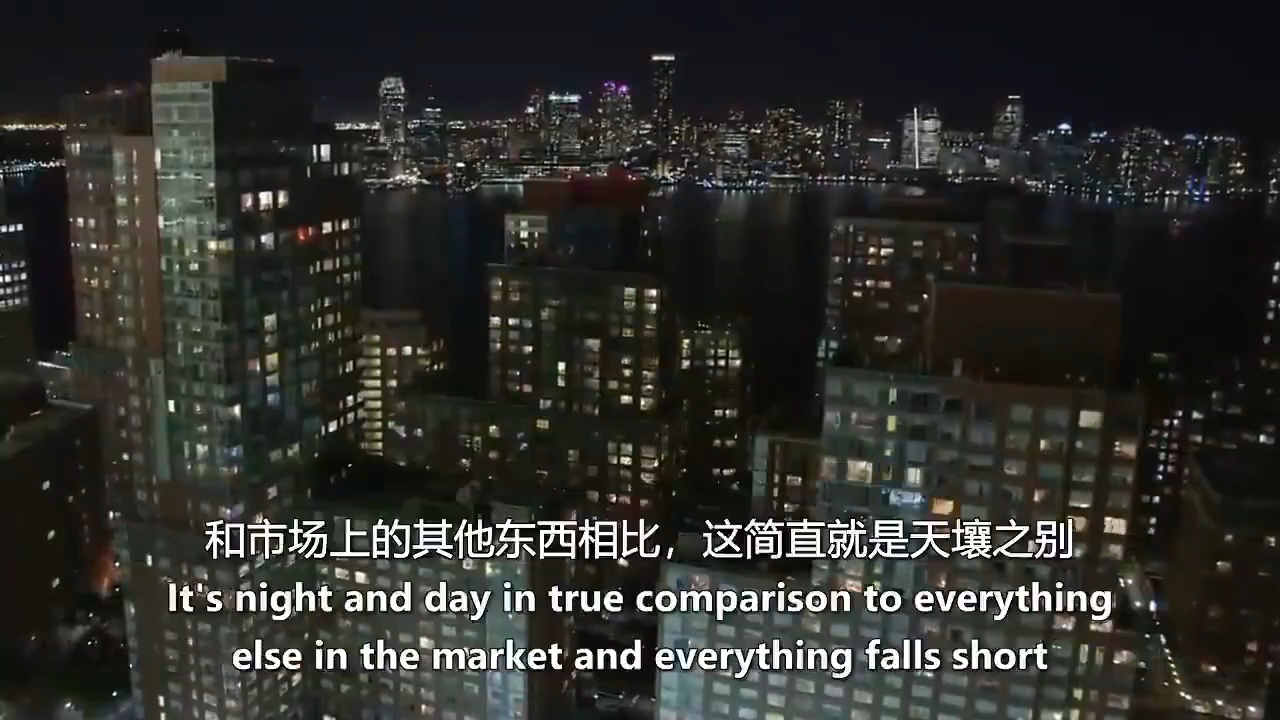 和市场上的其他东西相比，这简直就是天壤之别
It's night and day in true comparison to everything
else in the market and everything falls short